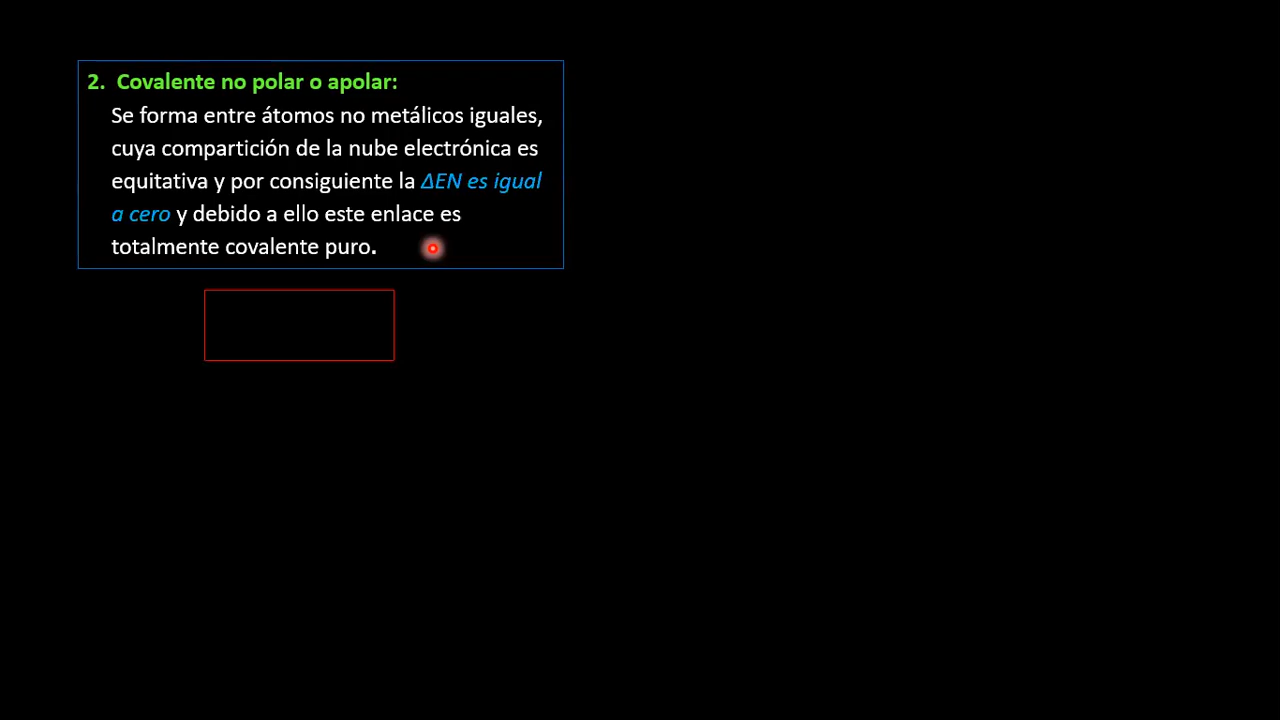 2. Covalente no polar o apolar:
Se forma entre átomos no metálicos iguales,
cuya compartición de la nube electrónica es
equitativa y por consiguiente la ΔEN es igual
a cero y debido a ello este enlace es
totalmente covalente puro.